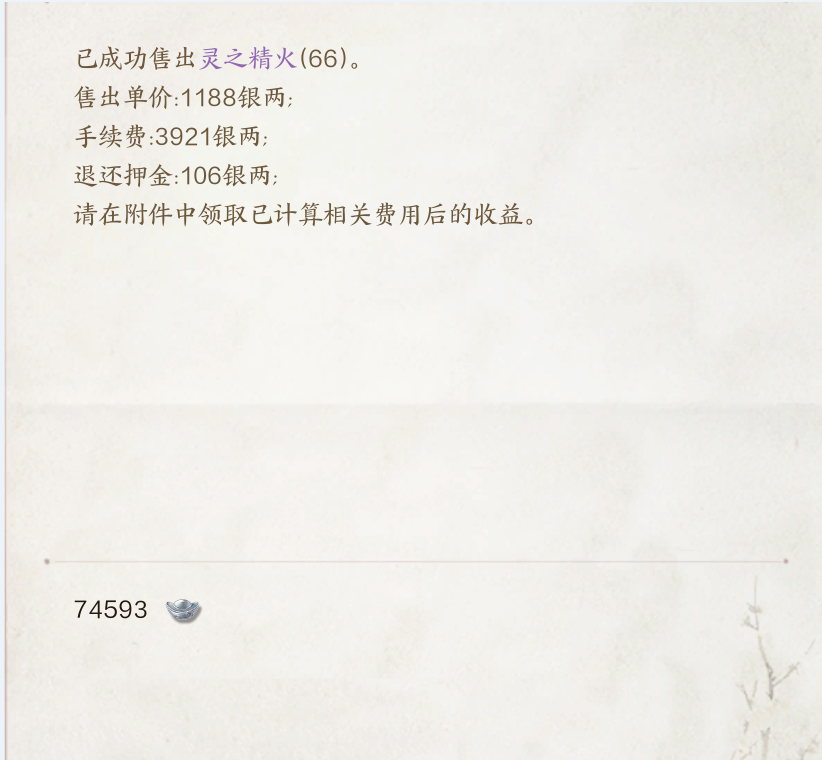 已成功售出灵之精火(66)。
售出单价:1188银两;
手续费:3921银两;
退还押金:106银两;
请在附件中领取已计算相关费用后的收益。
74593